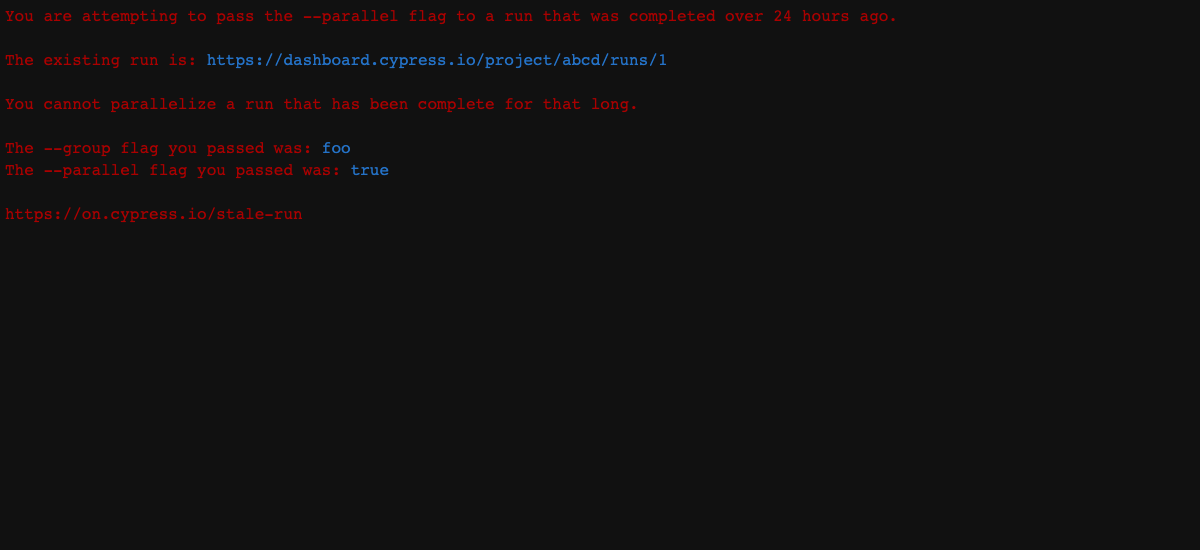 You are attempting to pass the --parallel flag to a run that was completed over 24 hours ago.
The existing run is: https://dashboard.cypress.io/project/abcd/runs/1
You cannot parallelize a run that has been complete for that long.
The --group flag you passed was: foo
The --parallel flag you passed was: true
https://on.cypress.io/stale-run